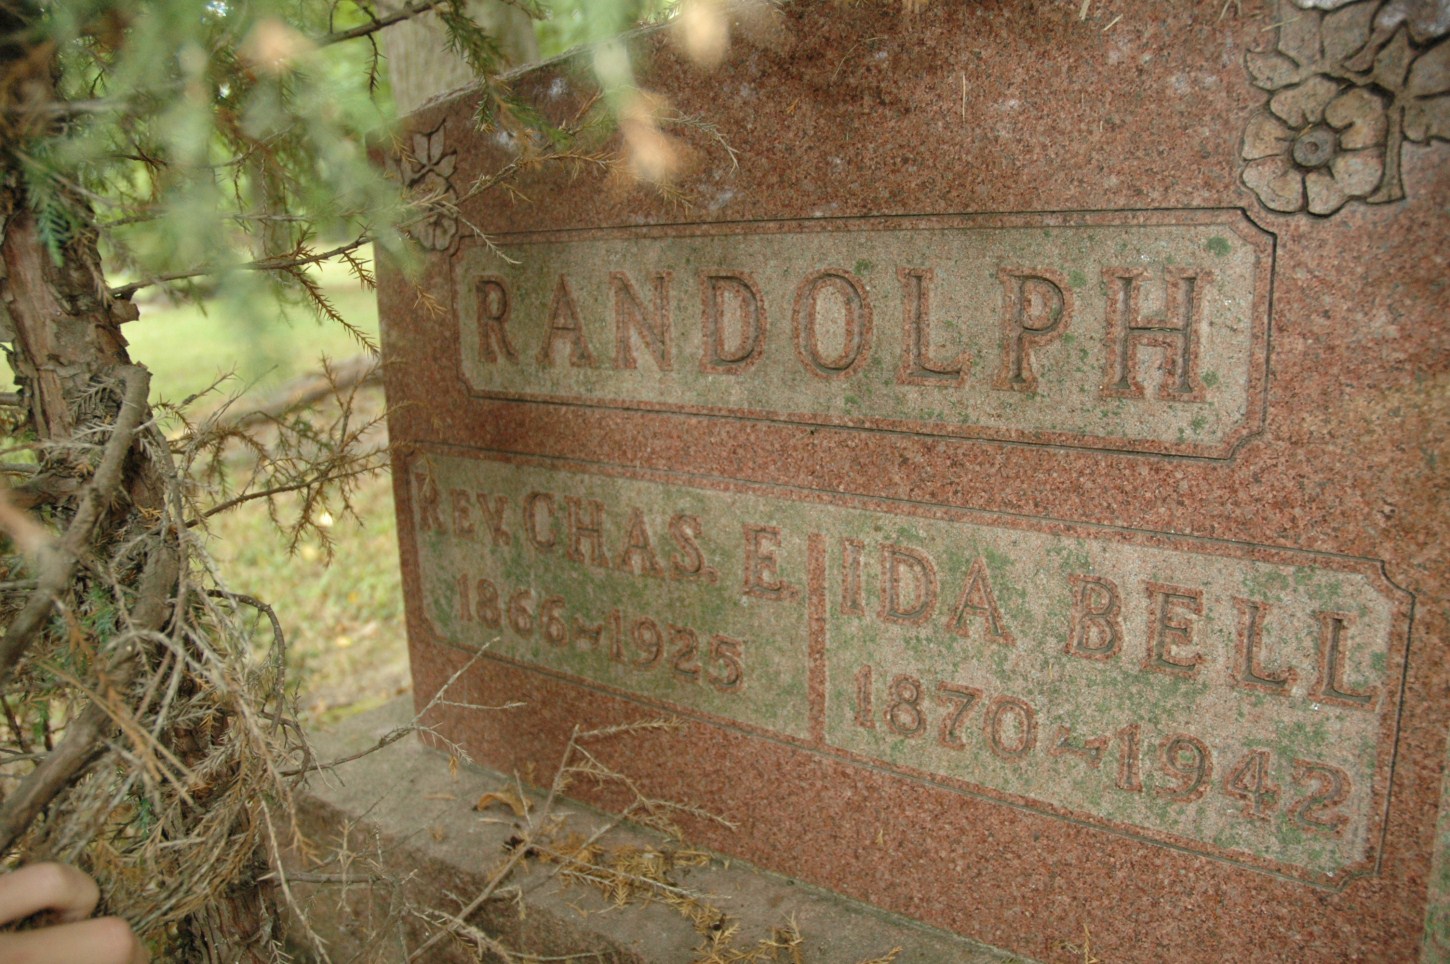 RANDOLPH
REV. CHAS. E.
1866~1925
IDA BELL
1870~1942